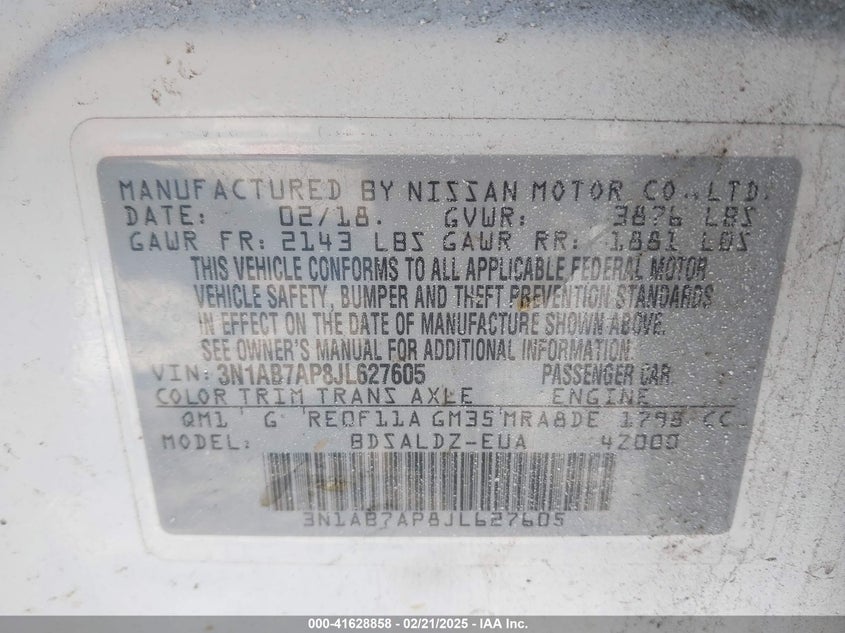 MANUFACTURED BY NISSAN MOTOR CO., LTD.
DATE: 02/18. GVWR: 3876 LBS
GAWR FR: 2143 LBS GAWR RR: 1881 LBS
THIS VEHICLE CONFORMS TO ALL APPLICABLE FEDERAL MOTOR
VEHICLE SAFETY, BUMPER AND THEFT PREVENTION STANDARDS
IN EFFECT ON THE DATE OF MANUFACTURE SHOWN ABOVE.
SEE OWNER'S MANUAL FOR ADDITIONAL INFORMATION.
VIN: 3N1AB7AP8JL627605 PASSENGER CAR
COLOR TRIM TRANS AXLE ENGINE
QM1 G RE0F11A GM35 MRA8DE 1798 CC
MODEL: BDSALDZ-EUA 4Z000
3N1AB7AP8JL627605
000-41628858 - 02/21/2025 - IAAI Inc.